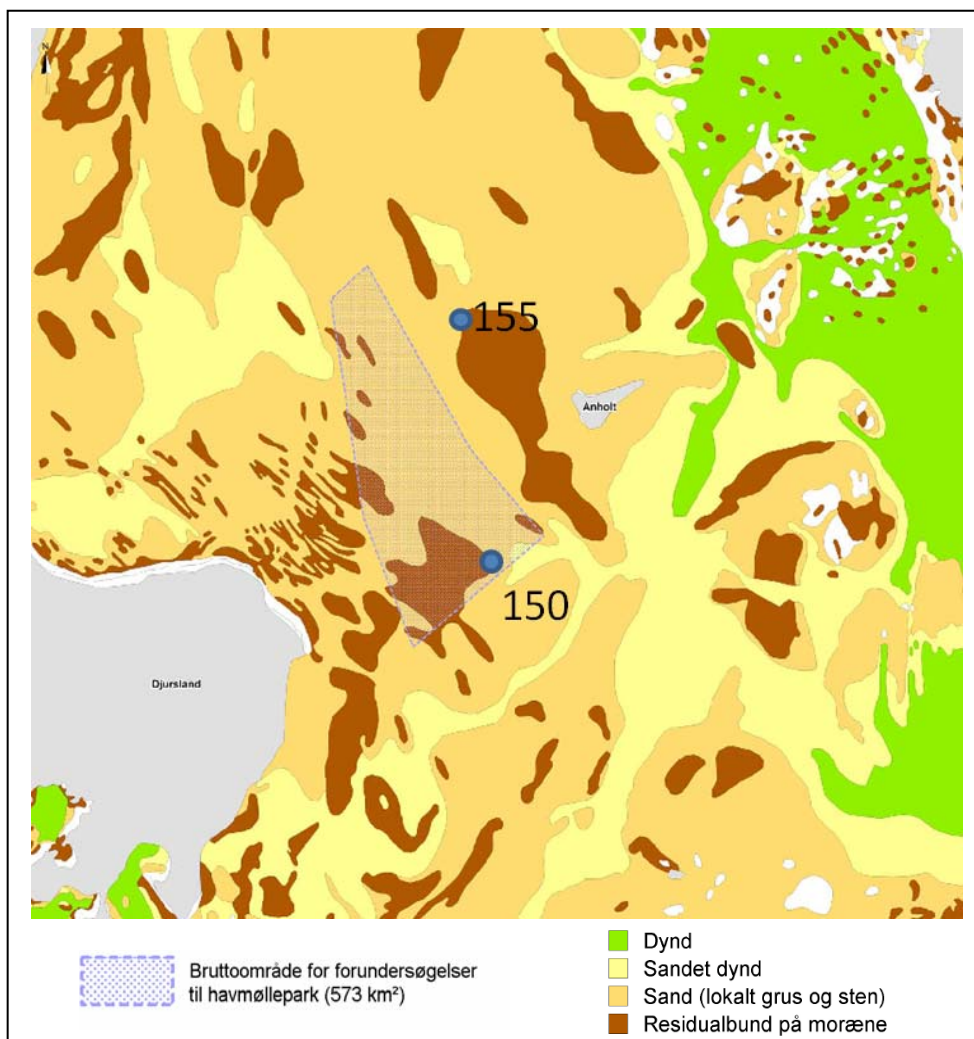 N
155
Anholt
150
Djursland
Bruttoområde for forundersøgelser
til havmøllepark (573 km²)
Dynd
Sandet dynd
Sand (lokalt grus og sten)
Residualbund på moræne